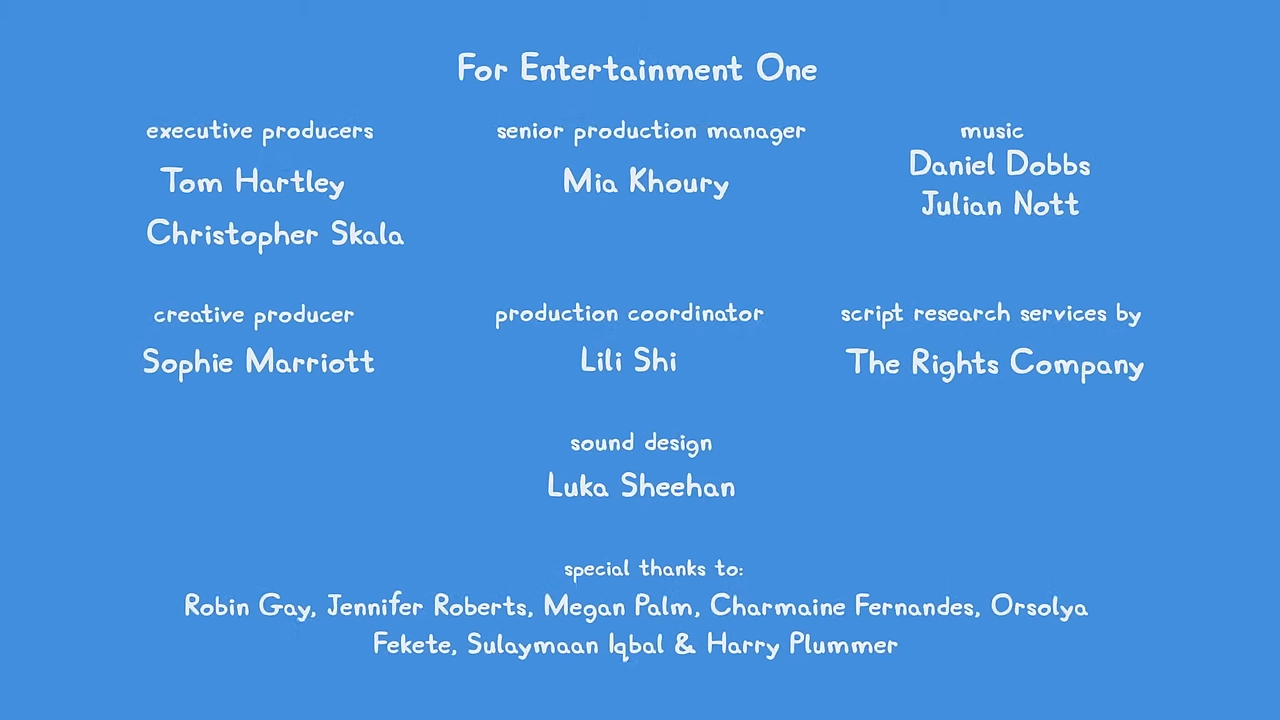 For Entertainment One
executive producers
Tom Hartley
Christopher Skala
senior production manager
Mia Khoury
music
Daniel Dobbs
Julian Nott
creative producer
Sophie Marriott
production coordinator
Lili Shi
script research services by
The Rights Company
sound design
Luka Sheehan
special thanks to:
Robin Gay, Jennifer Roberts, Megan Palm, Charmaine Fernandes, Orsolya
Fekete, Sulaymaan Iqbal & Harry Plummer